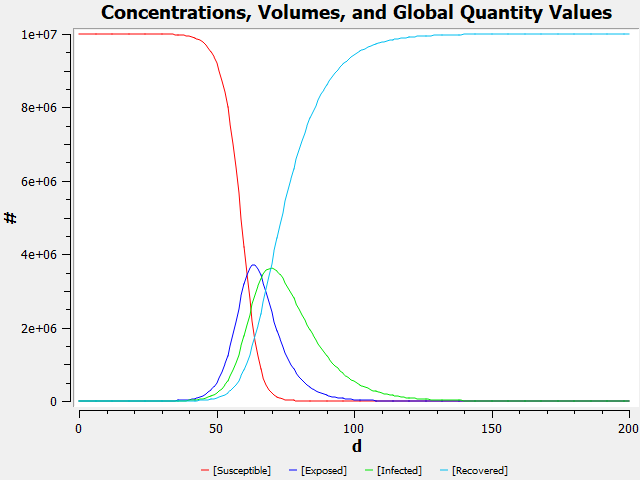 Concentrations, Volumes, and Global Quantity Values
1e+07
8e+06
6e+06
4e+06
2e+06
0
#
0 50 100 150 200
d
[Susceptible] [Exposed] [Infected] [Recovered]